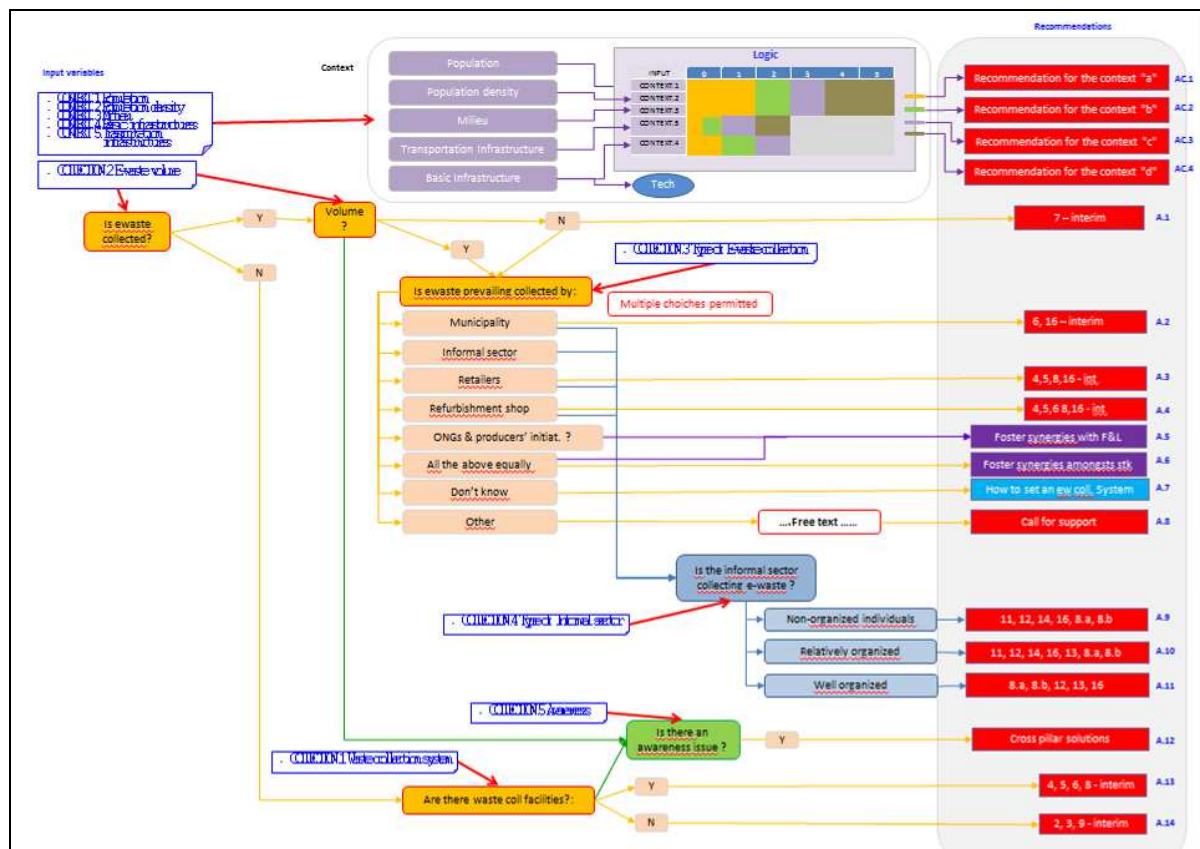 Recommendations
Input variables
Context
Population
Population density
Milieu
Transportation Infrastructure
Basic Infrastructure
Tech
Logic
INPUT 0 1 2 3 4 5
CONTEXT.1
CONTEXT.2
CONTEXT.3
CONTEXT.5
CONTEXT.4
Recommendation for the context "a" AC.1
Recommendation for the context "b" AC.2
Recommendation for the context "c" AC.3
Recommendation for the context "d" AC.4
Is ewaste
collected?
Y
N
Volume
?
N
Y
7 – interim A.1
Is ewaste prevailing collected by:
Multiple choiches permitted
Municipality
6, 16 – interim A.2
Informal sector
Retailers
4,5,8,16 - int. A.3
Refurbishment shop
4,5,6 8,16 - int. A.4
ONGs & producers' initiat. ?
Foster synergies with F&L A.5
All the above equally
Foster synergies amongsts stk A.6
Don't know
How to set an ew coll. System A.7
Other
....Free text ......
Call for support A.8
Is the informal sector
collecting e-waste ?
Non-organized individuals
11, 12, 14, 16, 8.a, 8.b A.9
Relatively organized
11, 12, 14, 16, 13, 8.a, 8.b A.10
Well organized
8.a, 8.b, 12, 13, 16 A.11
Is there an
awareness issue ?
Y
Cross pillar solutions A.12
Are there waste coll facilities?:
Y
4, 5, 6, 8 - interim A.13
N
2, 3, 9 - interim A.14